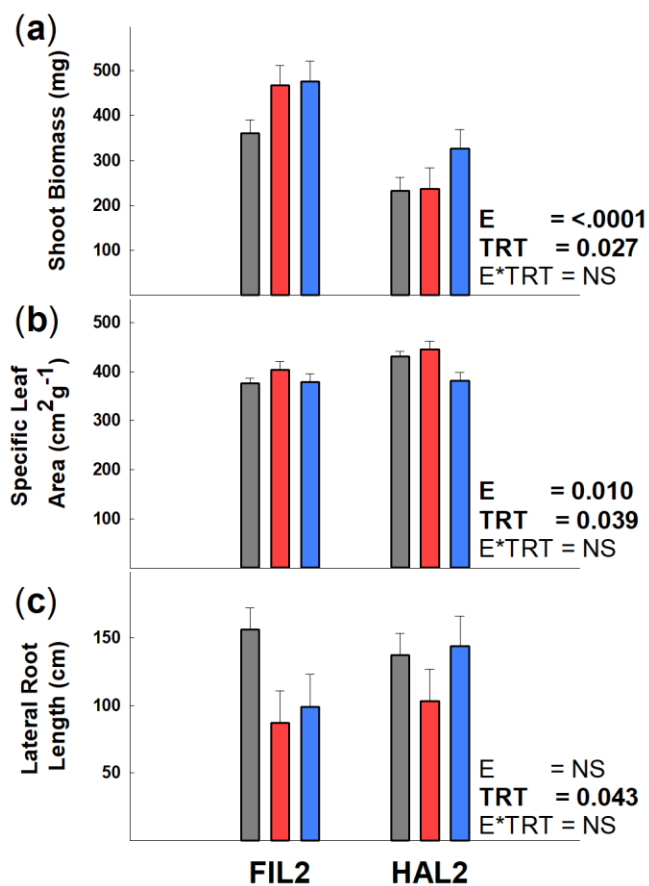 (a)
Shoot Biomass (mg)
500
400
300
200
100
E = <.0001
TRT = 0.027
E*TRT = NS
(b)
Specific Leaf
Area (cm²g⁻¹)
500
400
300
200
100
E = 0.010
TRT = 0.039
E*TRT = NS
(c)
Lateral Root
Length (cm)
150
100
50
E = NS
TRT = 0.043
E*TRT = NS
FIL2 HAL2